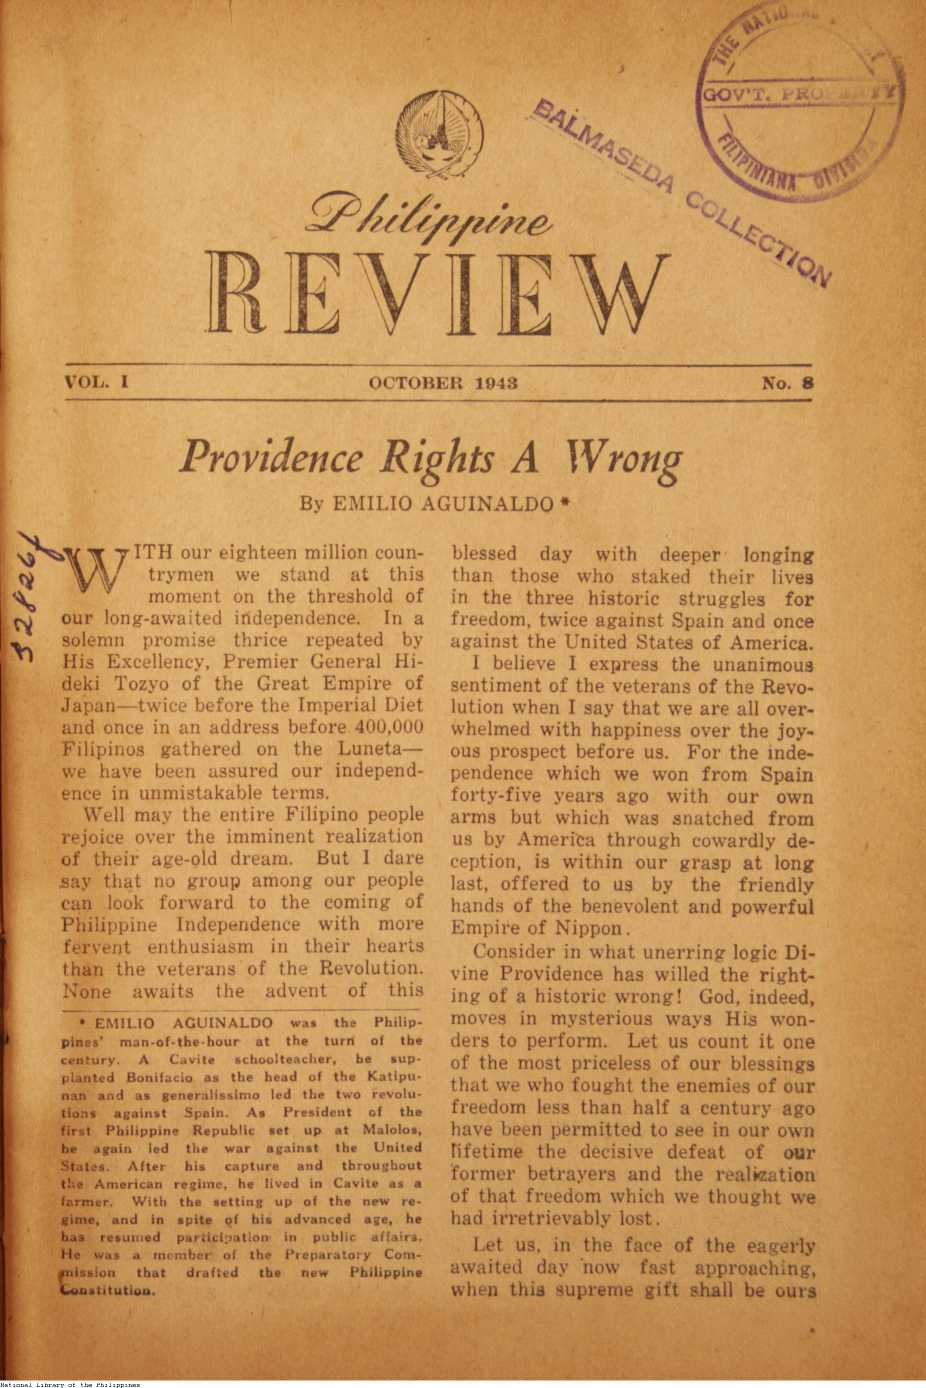 THE NATIONAL
GOV'T. PROPERTY
FILIPINIANA DIVISION
BALMASEDA COLLECTION
Philippine
REVIEW
VOL. I OCTOBER 1943 No. 8
Providence Rights A Wrong
By EMILIO AGUINALDO *
32826f
WITH our eighteen million coun-
trymen we stand at this
moment on the threshold of
our long-awaited independence. In a
solemn promise thrice repeated by
His Excellency, Premier General Hi-
deki Tozyo of the Great Empire of
Japan—twice before the Imperial Diet
and once in an address before 400,000
Filipinos gathered on the Luneta—
we have been assured our independ-
ence in unmistakable terms.
Well may the entire Filipino people
rejoice over the imminent realization
of their age-old dream. But I dare
say that no group among our people
can look forward to the coming of
Philippine Independence with more
fervent enthusiasm in their hearts
than the veterans of the Revolution.
None awaits the advent of this
* EMILIO AGUINALDO was the Philip-
pines' man-of-the-hour at the turn of the
century. A Cavite schoolteacher, he sup-
planted Bonifacio as the head of the Katipu-
nan and as generalissimo led the two revolu-
tions against Spain. As President of the
first Philippine Republic set up at Malolos,
he again led the war against the United
States. After his capture and throughout
the American regime, he lived in Cavite as a
farmer. With the setting up of the new re-
gime, and in spite of his advanced age, he
has resumed participation in public affairs.
He was a member of the Preparatory Com-
mission that drafted the new Philippine
Constitution.
blessed day with deeper longing
than those who staked their lives
in the three historic struggles for
freedom, twice against Spain and once
against the United States of America.
I believe I express the unanimous
sentiment of the veterans of the Revo-
lution when I say that we are all over-
whelmed with happiness over the joy-
ous prospect before us. For the inde-
pendence which we won from Spain
forty-five years ago with our own
arms but which was snatched from
us by America through cowardly de-
ception, is within our grasp at long
last, offered to us by the friendly
hands of the benevolent and powerful
Empire of Nippon.
Consider in what unerring logic Di-
vine Providence has willed the right-
ing of a historic wrong! God, indeed,
moves in mysterious ways His won-
ders to perform. Let us count it one
of the most priceless of our blessings
that we who fought the enemies of our
freedom less than half a century ago
have been permitted to see in our own
lifetime the decisive defeat of our
former betrayers and the realization
of that freedom which we thought we
had irretrievably lost.
Let us, in the face of the eagerly
awaited day now fast approaching,
when this supreme gift shall be ours
National Library of the Philippines